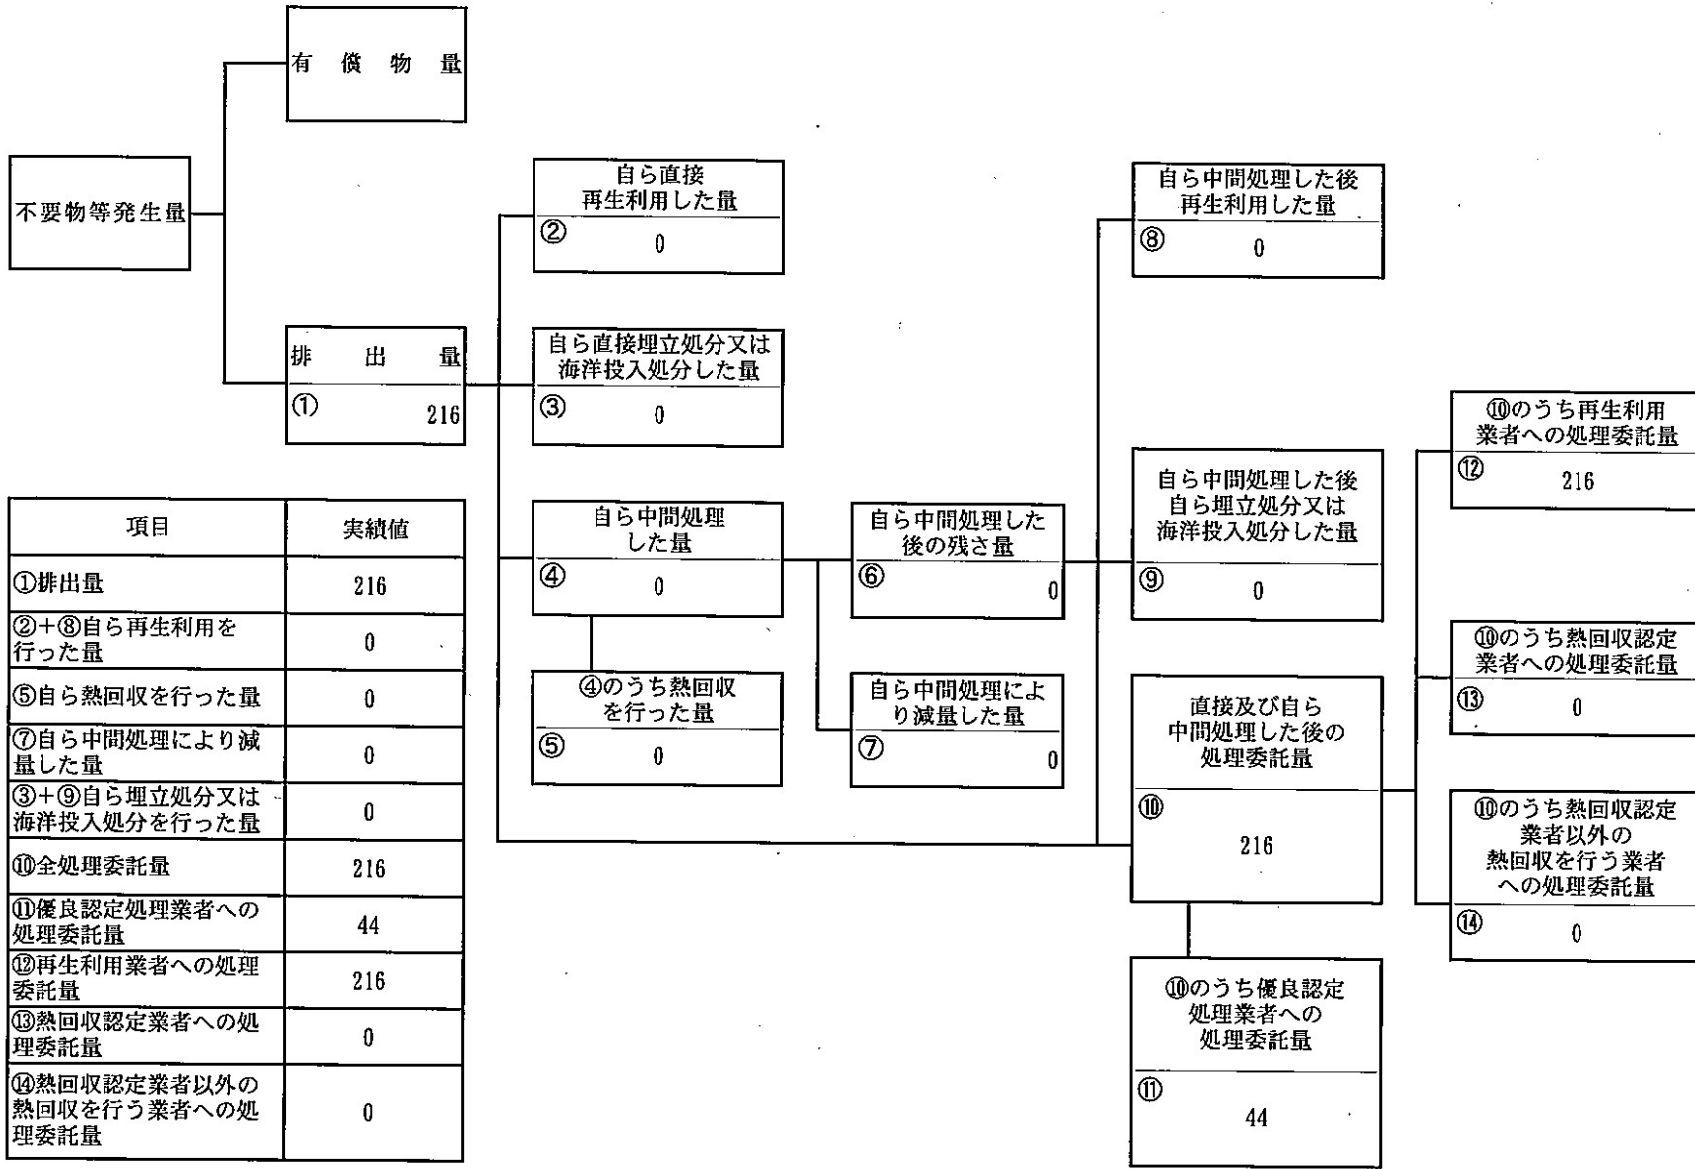 有償物量
不要物等発生量
排出量
①
216
自ら直接
再生利用した量
②
0
自ら直接埋立処分又は
海洋投入処分した量
③
0
自ら中間処理
した量
④
0
④のうち熱回収
を行った量
⑤
0
自ら中間処理した
後の残さ量
⑥
0
自ら中間処理によ
り減量した量
⑦
0
自ら中間処理した後
再生利用した量
⑧
0
自ら中間処理した後
自ら埋立処分又は
海洋投入処分した量
⑨
0
直接及び自ら
中間処理した後の
処理委託量
⑩
216
⑩のうち優良認定
処理業者への
処理委託量
⑪
44
⑩のうち再生利用
業者への処理委託量
⑫
216
⑩のうち熱回収認定
業者への処理委託量
⑬
0
⑩のうち熱回収認定
業者以外の
熱回収を行う業者
への処理委託量
⑭
0
項目 実績値
①排出量 216
②+⑧自ら再生利用を
行った量 0
⑤自ら熱回収を行った量 0
⑦自ら中間処理により減
量した量 0
③+⑨自ら埋立処分又は
海洋投入処分を行った量 0
⑩全処理委託量 216
⑪優良認定処理業者への
処理委託量 44
⑫再生利用業者への処理
委託量 216
⑬熱回収認定業者への処
理委託量 0
⑭熱回収認定業者以外の
熱回収を行う業者への処
理委託量 0